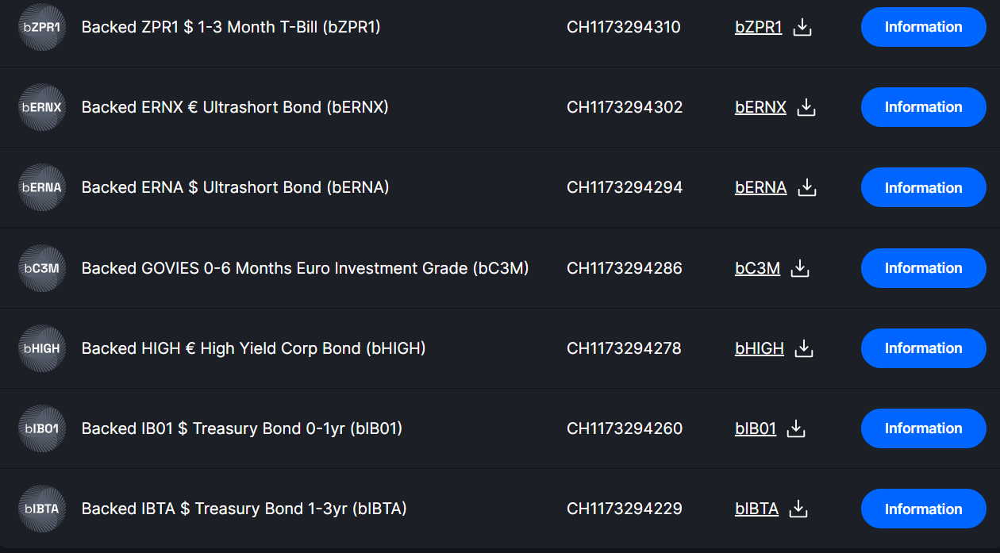 bZPR1 Backed ZPR1 $ 1-3 Month T-Bill (bZPR1) CH1173294310 bZPR1 Information
bERNX Backed ERNX € Ultrashort Bond (bERNX) CH1173294302 bERNX Information
bERNA Backed ERNA $ Ultrashort Bond (bERNA) CH1173294294 bERNA Information
bC3M Backed GOVIES 0-6 Months Euro Investment Grade (bC3M) CH1173294286 bC3M Information
bHIGH Backed HIGH € High Yield Corp Bond (bHIGH) CH1173294278 bHIGH Information
bIB01 Backed IB01 $ Treasury Bond 0-1yr (bIB01) CH1173294260 bIB01 Information
bIBTA Backed IBTA $ Treasury Bond 1-3yr (bIBTA) CH1173294229 bIBTA Information